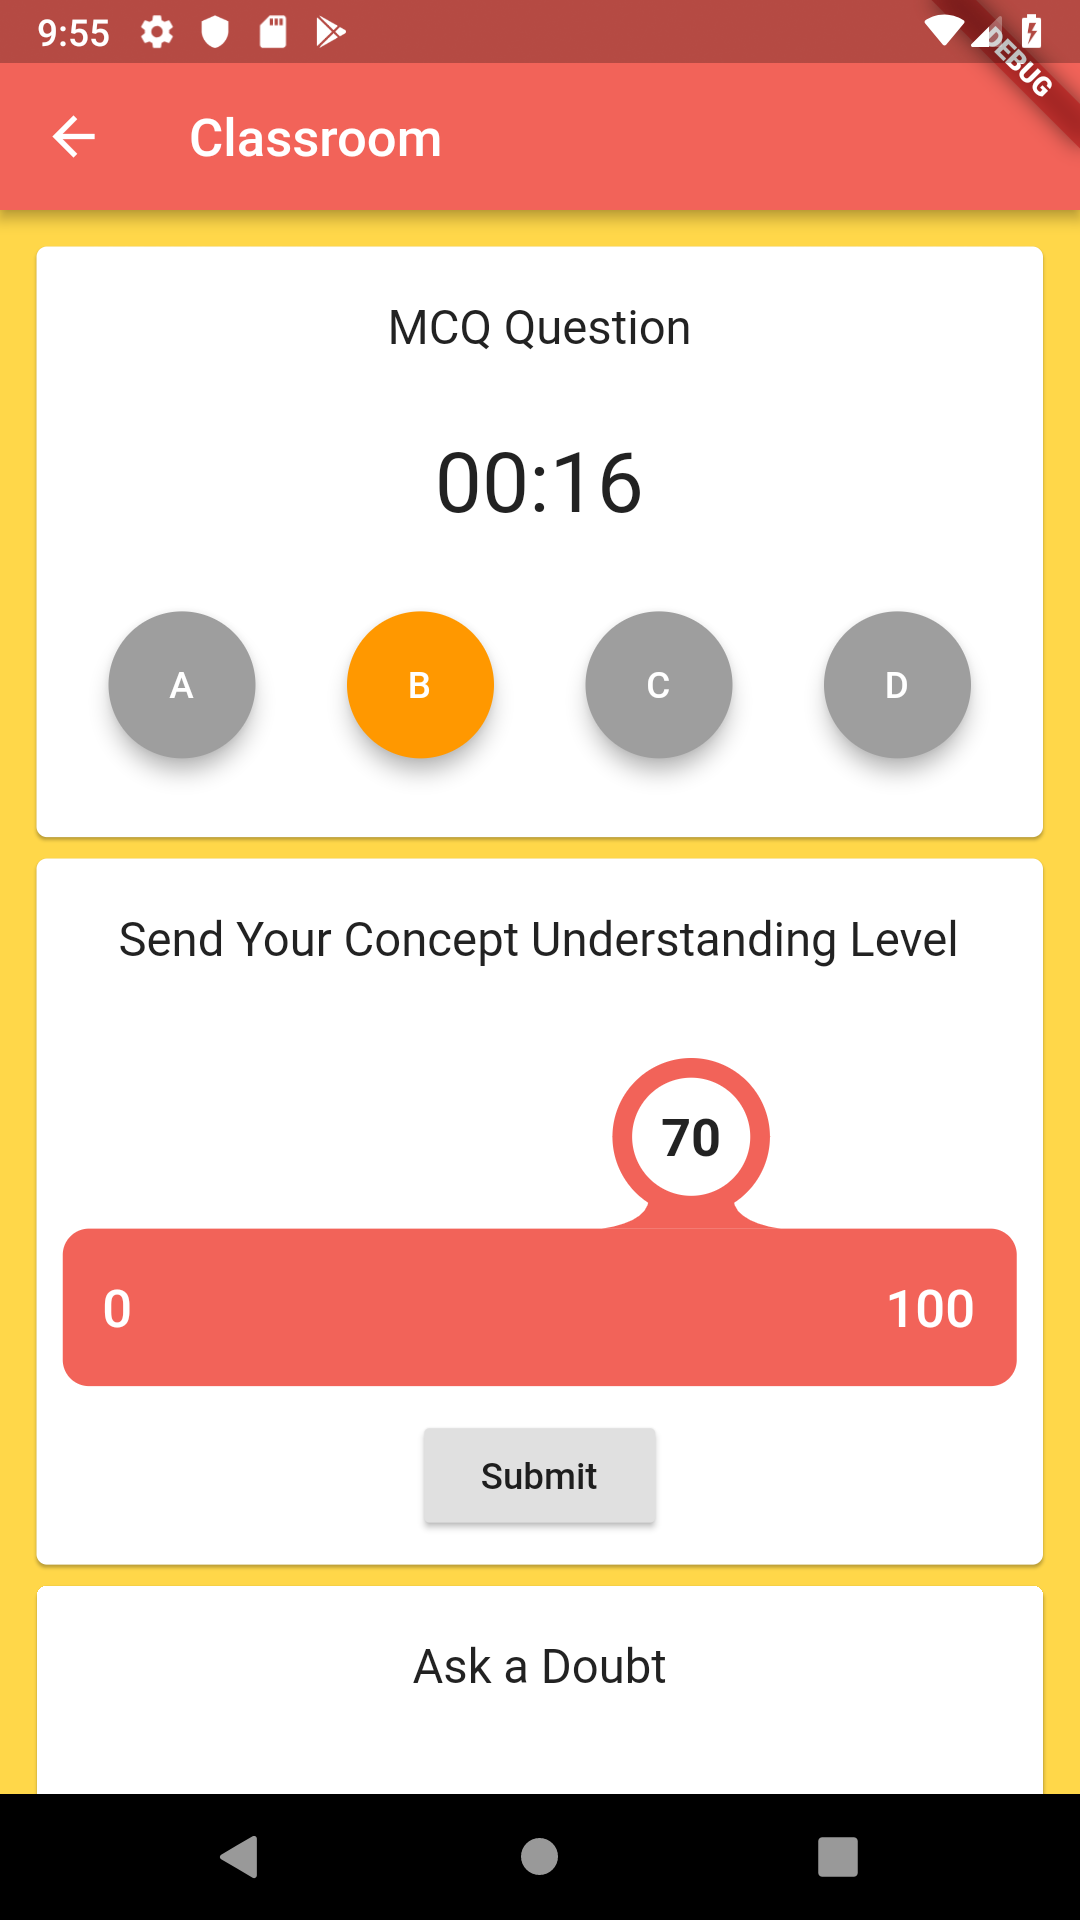 9:55
DEBUG
Classroom
MCQ Question
00:16
A B C D
Send Your Concept Understanding Level
70
0 100
Submit
Ask a Doubt